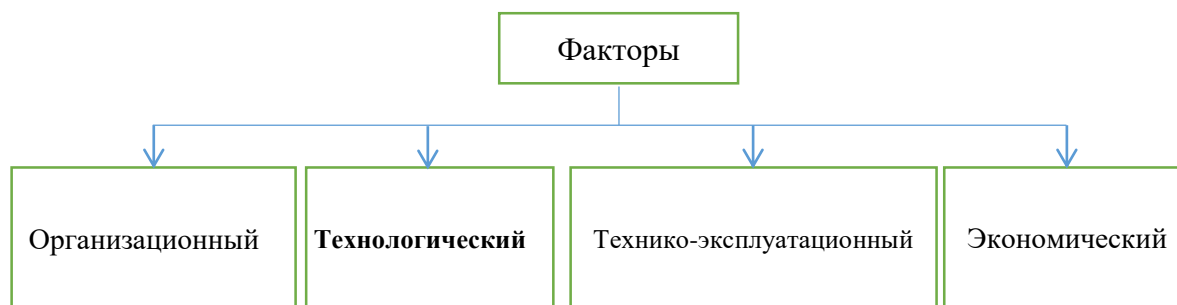 Факторы
Организационный
Технологический
Технико-эксплуатационный
Экономический